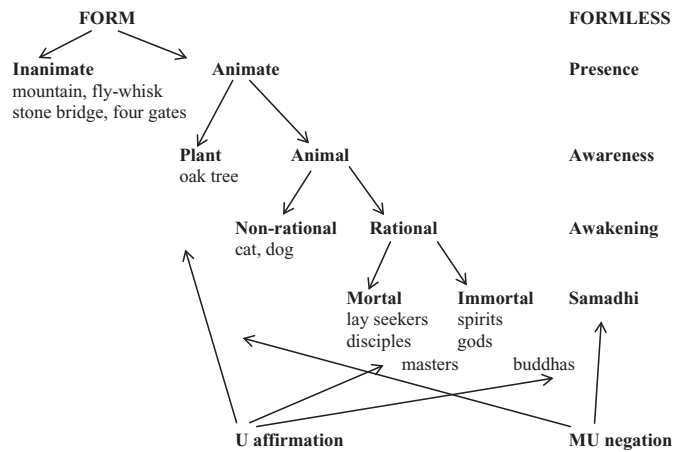 FORM FORMLESS
Inanimate Animate Presence
mountain, fly-whisk
stone bridge, four gates
Plant Animal Awareness
oak tree
Non-rational Rational Awakening
cat, dog
Mortal Immortal Samadhi
lay seekers spirits
disciples gods
masters buddhas
U affirmation MU negation